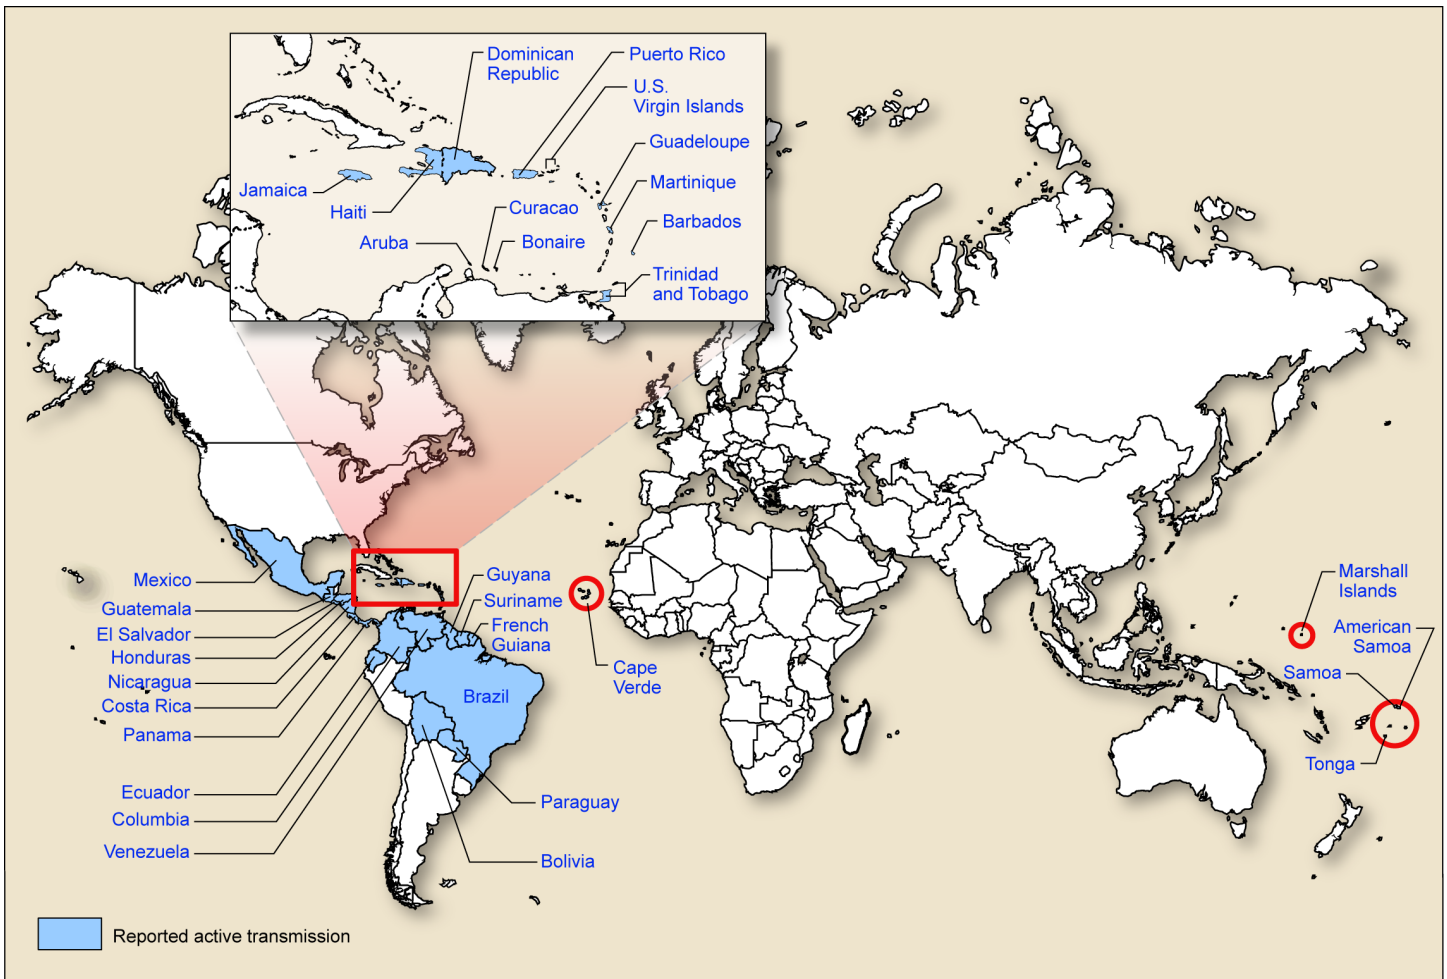 Dominican
Republic
Puerto Rico
U.S.
Virgin Islands
Guadeloupe
Martinique
Barbados
Trinidad
and Tobago
Jamaica
Haiti
Curacao
Aruba
Bonaire
Mexico
Guatemala
El Salvador
Honduras
Nicaragua
Costa Rica
Panama
Ecuador
Columbia
Venezuela
Guyana
Suriname
French
Guiana
Brazil
Paraguay
Bolivia
Cape
Verde
Marshall
Islands
American
Samoa
Samoa
Tonga
Reported active transmission